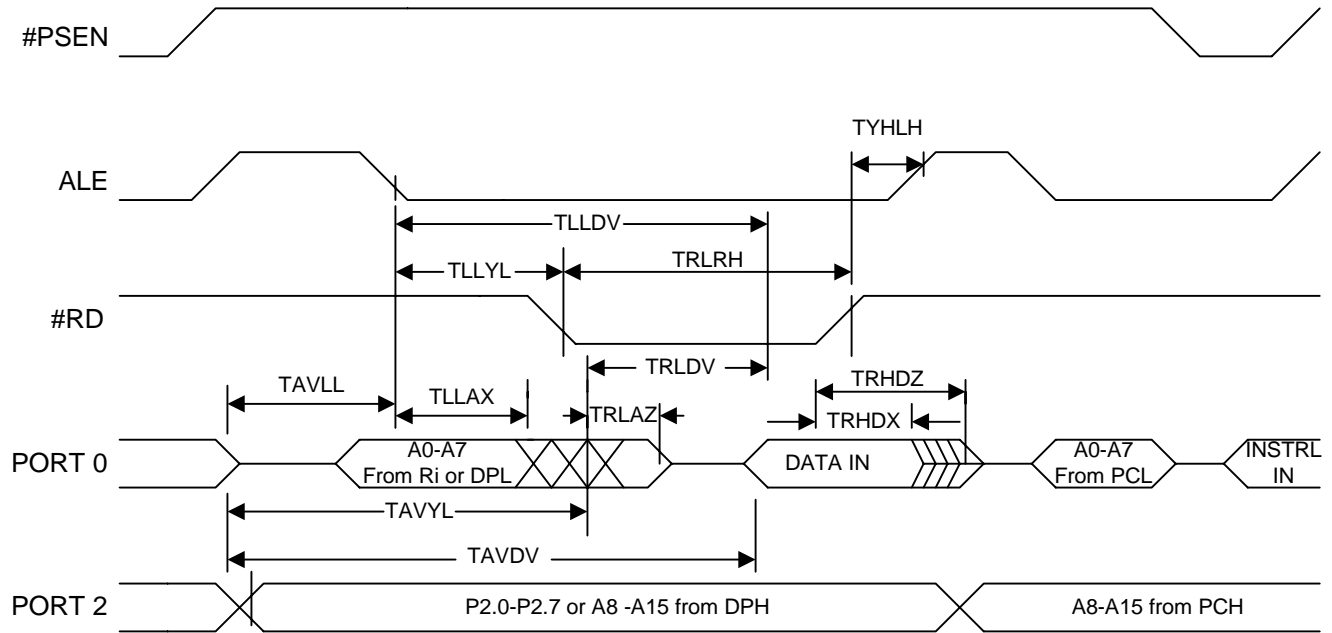 #PSEN
TYHLH
ALE
TLLDV
TLLYL
TRLRH
#RD
TRLDV
TAVLL
TLLAX
TRHDZ
TRLAZ
TRHDX
PORT 0
A0-A7
From Ri or DPL
DATA IN
A0-A7
From PCL
INSTRL
IN
TAVYL
TAVDV
PORT 2
P2.0-P2.7 or A8 -A15 from DPH
A8-A15 from PCH